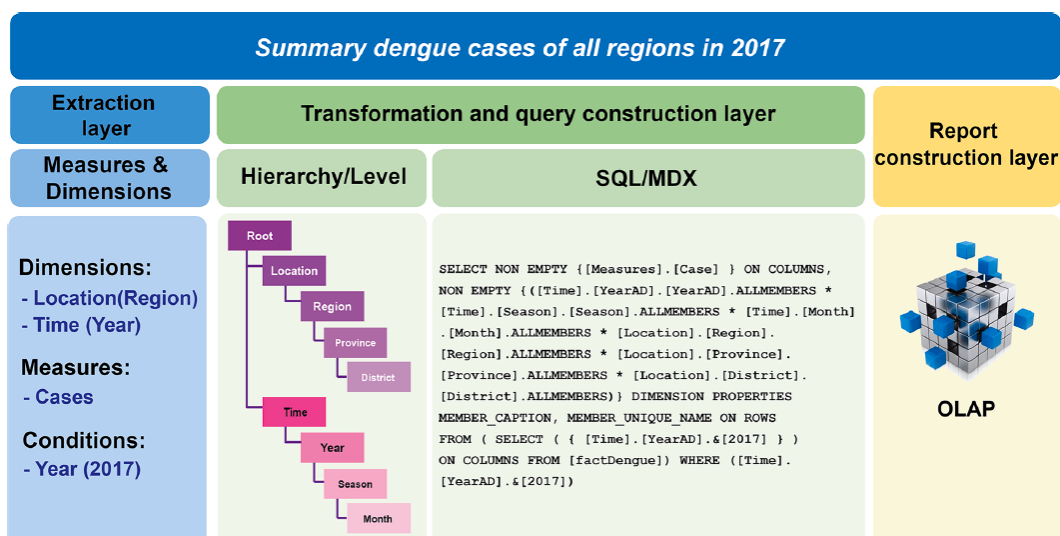 Summary dengue cases of all regions in 2017
Extraction
layer
Transformation and query construction layer
Report
construction layer
Measures &
Dimensions
Hierarchy/Level
SQL/MDX
Dimensions:
- Location(Region)
- Time (Year)
Measures:
- Cases
Conditions:
- Year (2017)
Root
Location
Region
Province
District
Time
Year
Season
Month
SELECT NON EMPTY {[Measures].[Case] } ON COLUMNS,
NON EMPTY {([Time].[YearAD].[YearAD].ALLMEMBERS *
[Time].[Season].[Season].ALLMEMBERS * [Time].[Month]
.[Month].ALLMEMBERS * [Location].[Region].
[Region].ALLMEMBERS * [Location].[Province].
[Province].ALLMEMBERS * [Location].[District].
[District].ALLMEMBERS)} DIMENSION PROPERTIES
MEMBER_CAPTION, MEMBER_UNIQUE_NAME ON ROWS
FROM ( SELECT ( { [Time].[YearAD].&[2017] } )
ON COLUMNS FROM [factDengue]) WHERE ([Time].
[YearAD].&[2017])
OLAP